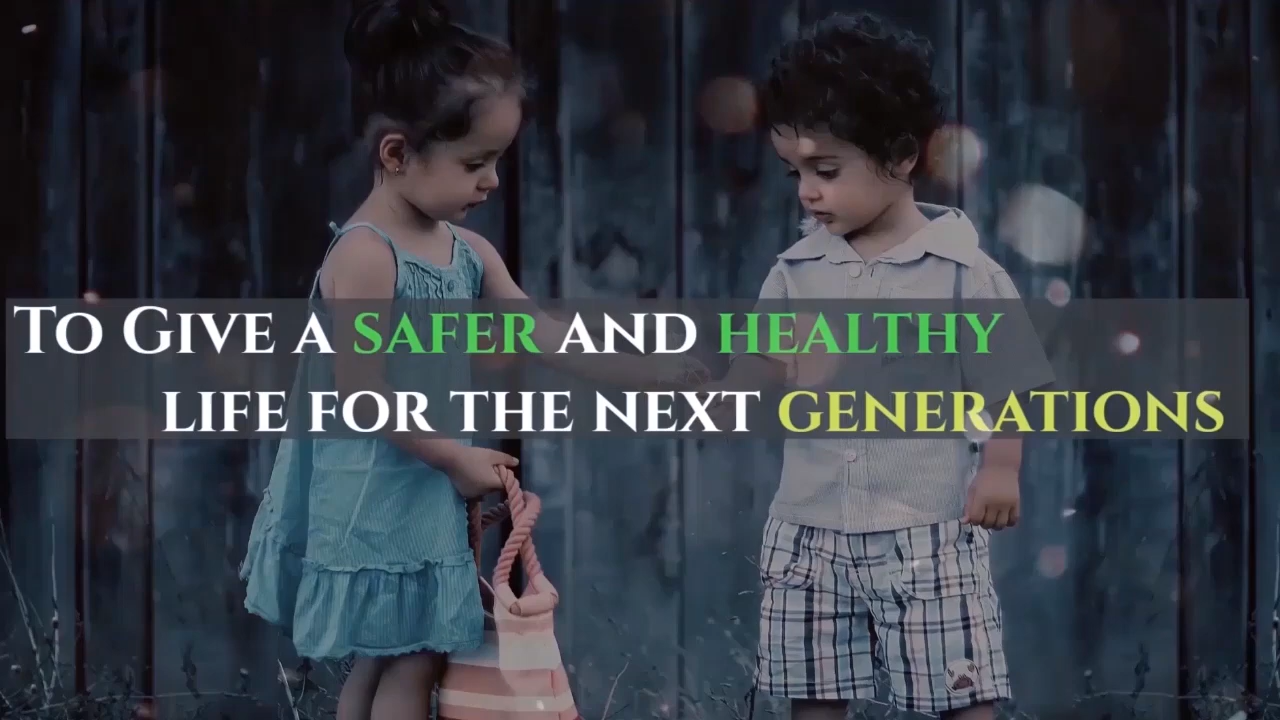 To Give a safer and healthy
life for the next generations